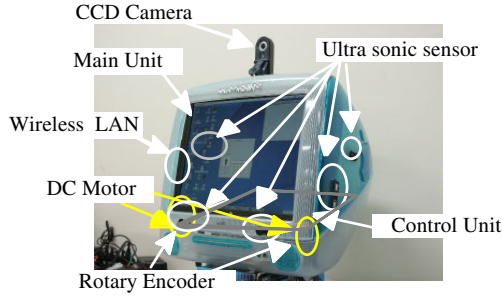 CCD Camera
Ultra sonic sensor
Main Unit
Wireless LAN
DC Motor
Control Unit
Rotary Encoder